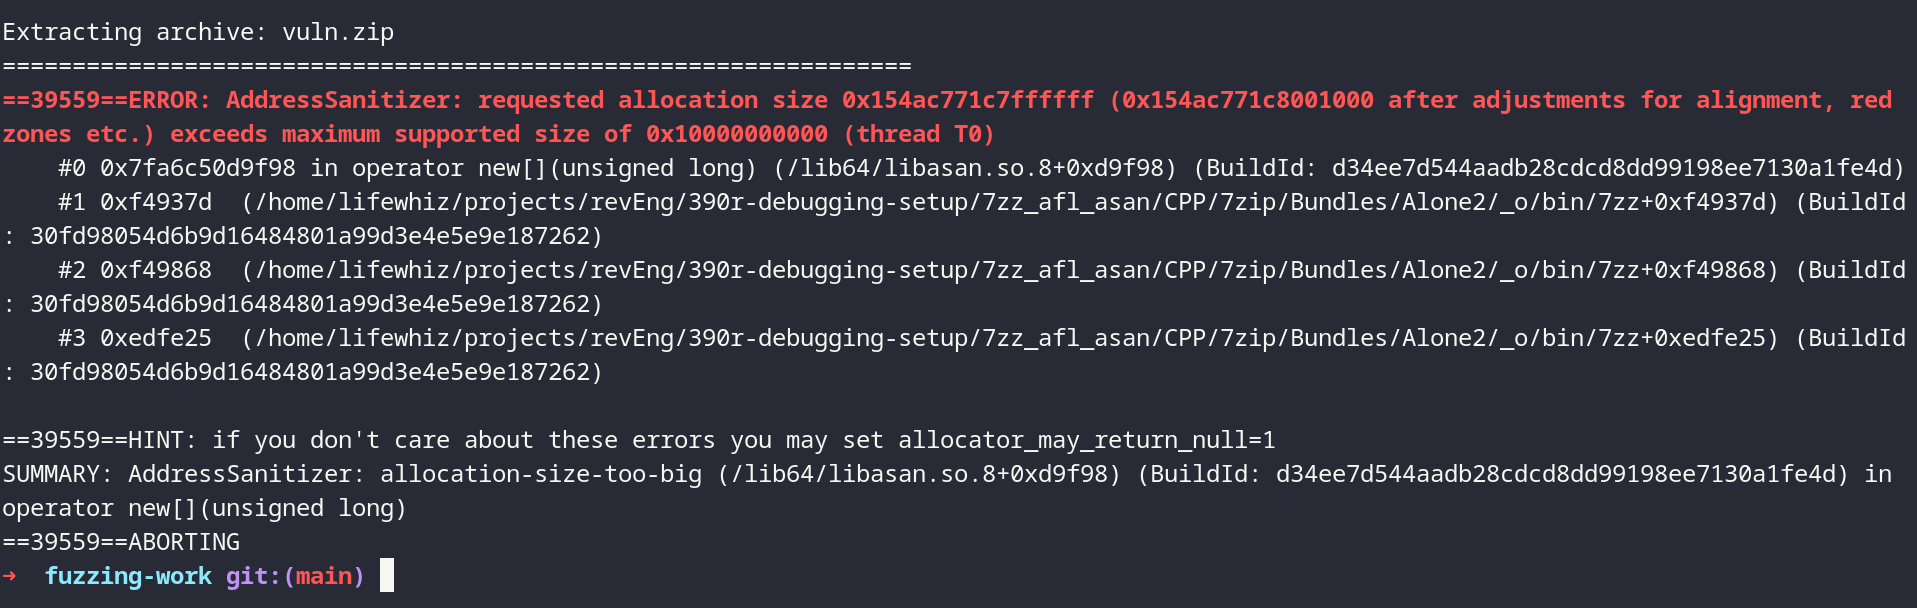 Extracting archive: vuln.zip
=================================================================
==39559==ERROR: AddressSanitizer: requested allocation size 0x154ac771c7ffffff (0x154ac771c8001000 after adjustments for alignment, red
zones etc.) exceeds maximum supported size of 0x10000000000 (thread T0)
    #0 0x7fa6c50d9f98 in operator new[](unsigned long) (/lib64/libasan.so.8+0xd9f98) (BuildId: d34ee7d544aadb28cdcd8dd99198ee7130a1fe4d)
    #1 0xf4937d  (/home/lifewhiz/projects/revEng/390r-debugging-setup/7zz_afl_asan/CPP/7zip/Bundles/Alone2/_o/bin/7zz+0xf4937d) (BuildId
: 30fd98054d6b9d16484801a99d3e4e5e9e187262)
    #2 0xf49868  (/home/lifewhiz/projects/revEng/390r-debugging-setup/7zz_afl_asan/CPP/7zip/Bundles/Alone2/_o/bin/7zz+0xf49868) (BuildId
: 30fd98054d6b9d16484801a99d3e4e5e9e187262)
    #3 0xedfe25  (/home/lifewhiz/projects/revEng/390r-debugging-setup/7zz_afl_asan/CPP/7zip/Bundles/Alone2/_o/bin/7zz+0xedfe25) (BuildId
: 30fd98054d6b9d16484801a99d3e4e5e9e187262)

==39559==HINT: if you don't care about these errors you may set allocator_may_return_null=1
SUMMARY: AddressSanitizer: allocation-size-too-big (/lib64/libasan.so.8+0xd9f98) (BuildId: d34ee7d544aadb28cdcd8dd99198ee7130a1fe4d) in
operator new[](unsigned long)
==39559==ABORTING
➜  fuzzing-work git:(main)